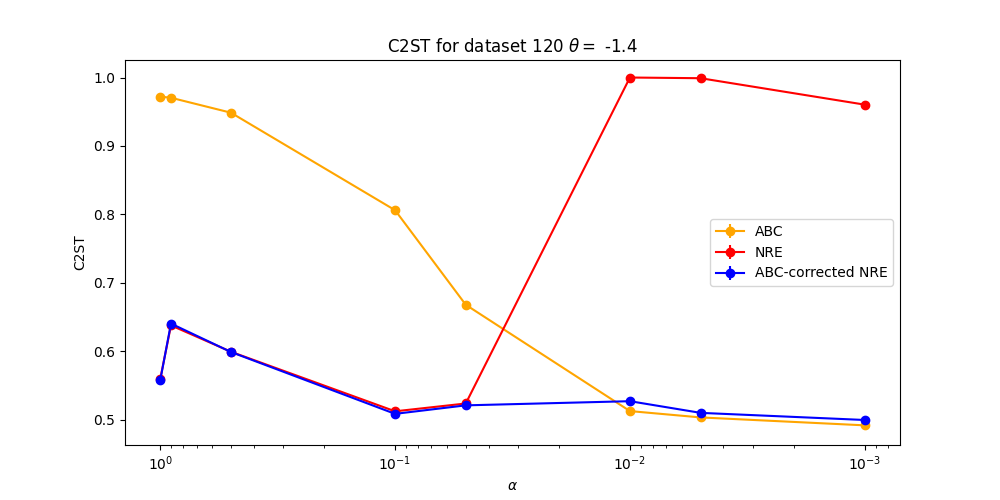 C2ST for dataset 120 θ = -1.4
C2ST
1.0
0.9
0.8
0.7
0.6
0.5
ABC
NRE
ABC-corrected NRE
10⁰
10⁻¹
10⁻²
10⁻³
α